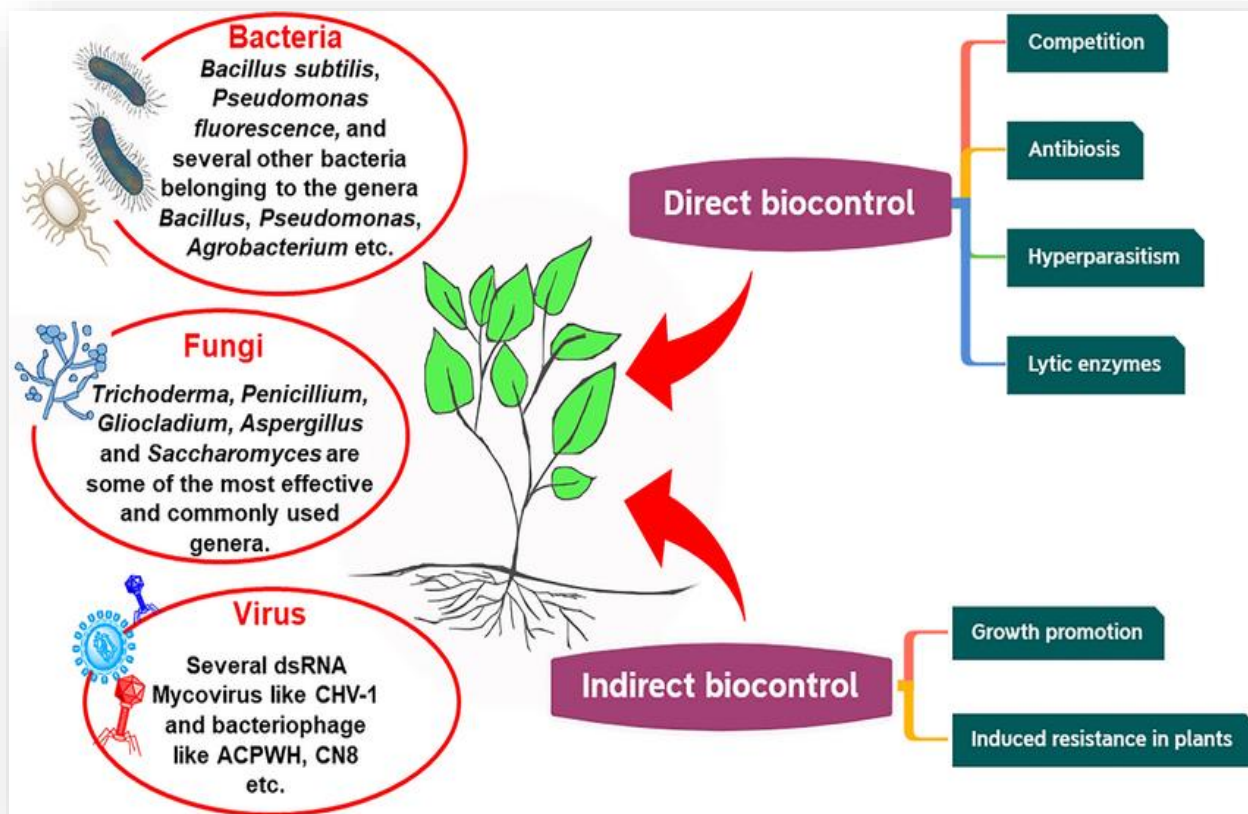 Bacteria
Bacillus subtilis,
Pseudomonas
fluorescence, and
several other bacteria
belonging to the genera
Bacillus, Pseudomonas,
Agrobacterium etc.
Fungi
Trichoderma, Penicillium,
Gliocladium, Aspergillus
and Saccharomyces are
some of the most effective
and commonly used
genera.
Virus
Several dsRNA
Mycovirus like CHV-1
and bacteriophage
like ACPWH, CN8
etc.
Direct biocontrol
Competition
Antibiosis
Hyperparasitism
Lytic enzymes
Indirect biocontrol
Growth promotion
Induced resistance in plants